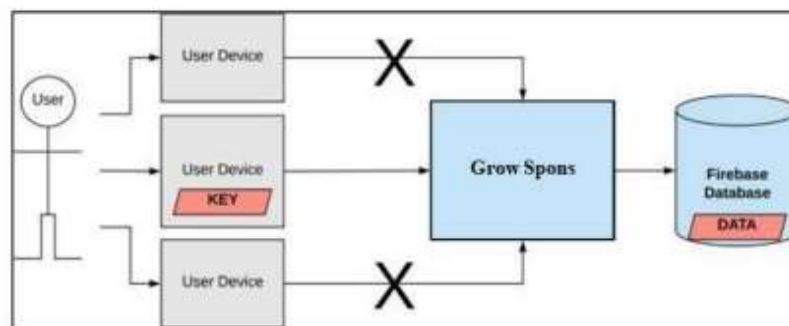 User Device
User
User Device
KEY
Grow Spons
Firebase
Database
DATA
User Device